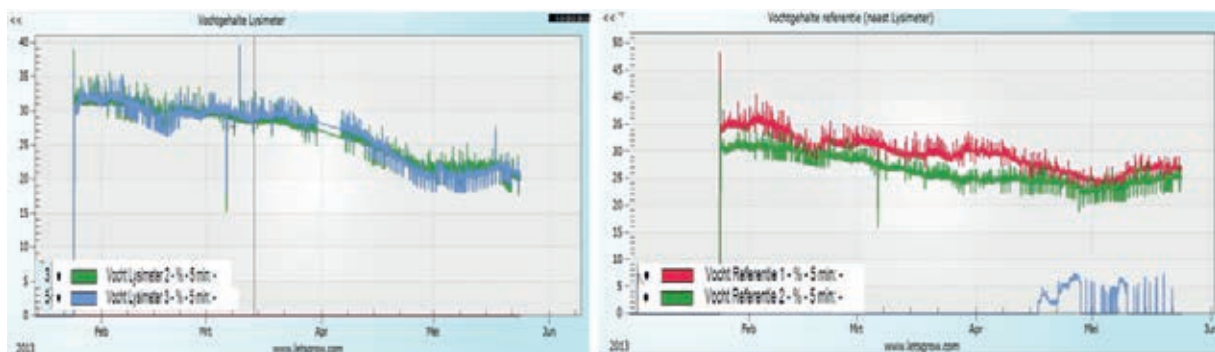 <<
Vochtgehalte Lysimeter
40
35
30
25
20
15
10
5
0
Vocht Lysimeter 2 - % - 5 min: -
Vocht Lysimeter 3 - % - 5 min: -
Feb
Mrt
Apr
Mei
Jun
2013
www.letsgrow.com
<<
Vochtgehalte referentie (naast Lysimeter)
50
45
40
35
30
25
20
15
10
5
0
Vocht Referentie 1 - % - 5 min: -
Vocht Referentie 2 - % - 5 min: -
Feb
Mrt
Apr
Mei
Jun
2013
www.letsgrow.com